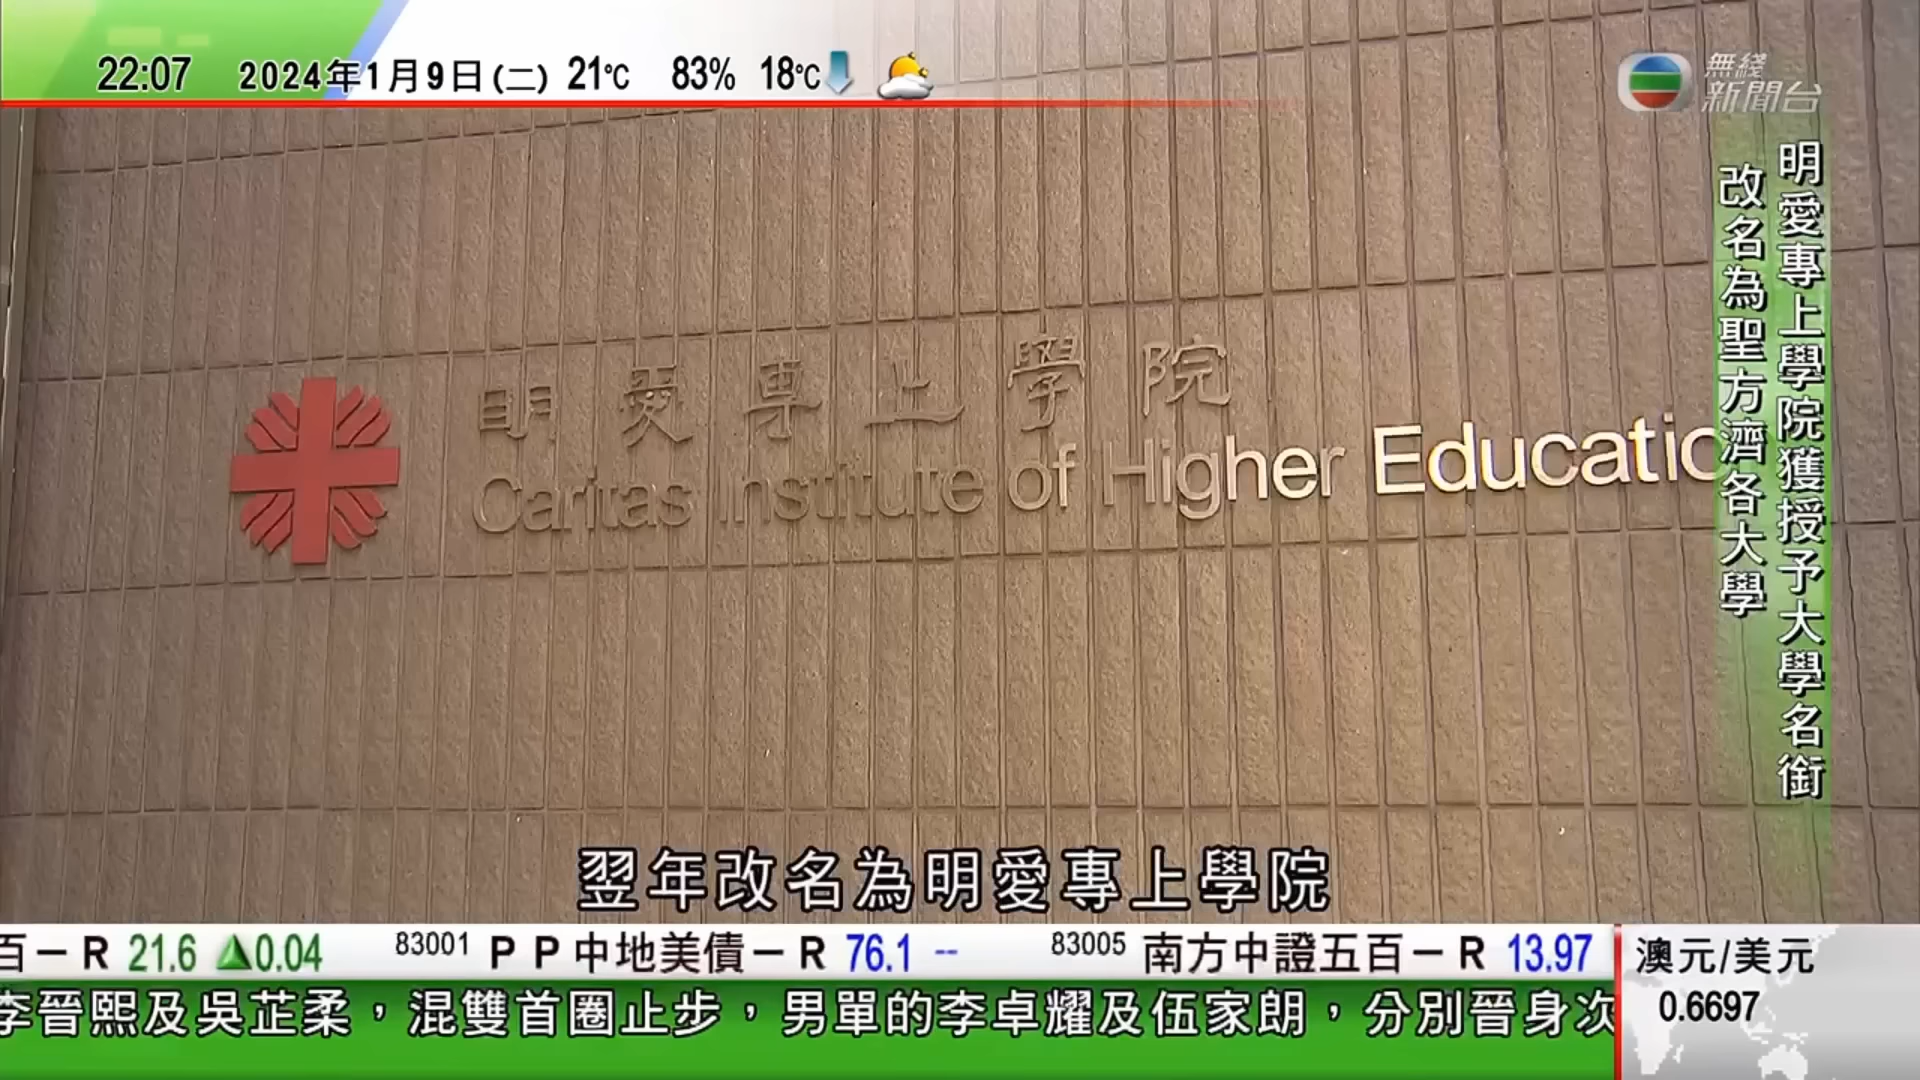 22:07 2024年1月9日(二) 21℃ 83% 18℃
無綫
新聞台
明愛專上學院獲授予大學名銜
改名為聖方濟各大學
明愛專上學院
Caritas Institute of Higher Educatio
翌年改名為明愛專上學院
百一R 21.6 ▲0.04 83001 PP中地美債一R 76.1 -- 83005 南方中證五百一R 13.97
李晉熙及吳芷柔，混雙首圈止步，男單的李卓耀及伍家朗，分別晉身次
澳元/美元
0.6697